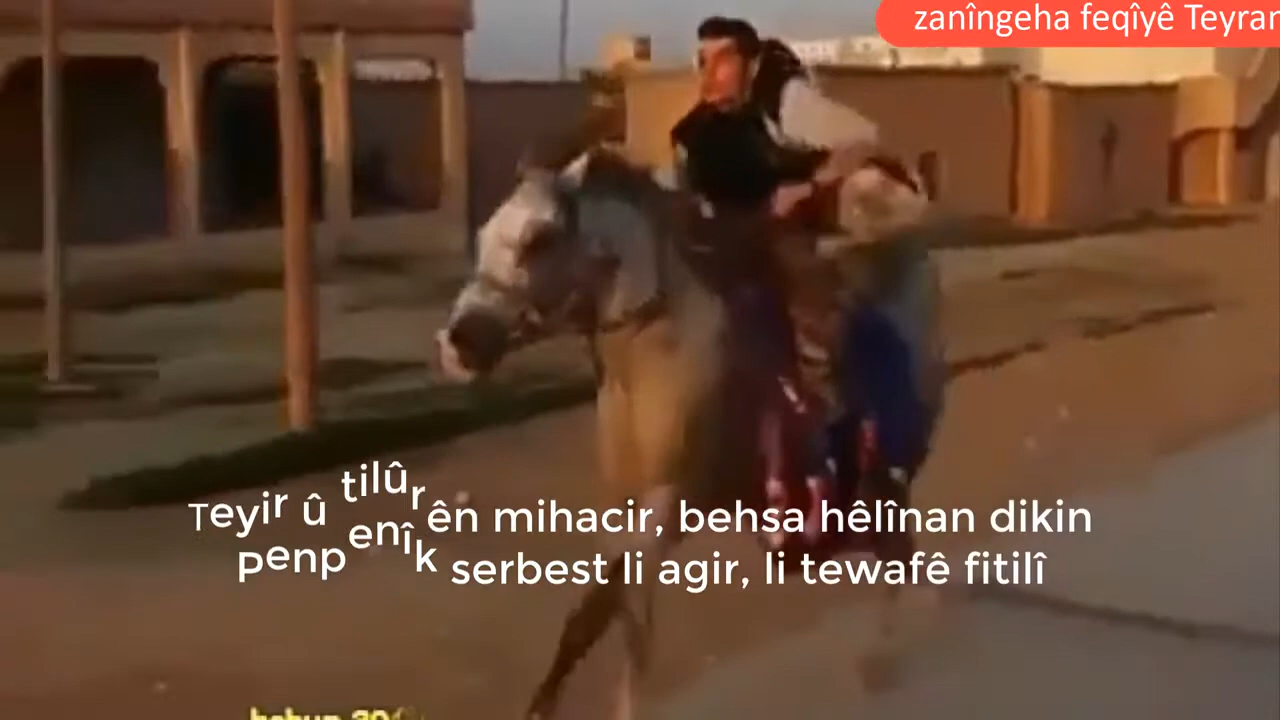 zanîngeha feqîyê Teyran
Teyir û tilûrên mihacir, behsa hêlînan dikin
Penpenîk serbest li agir, li tewafê fitilî